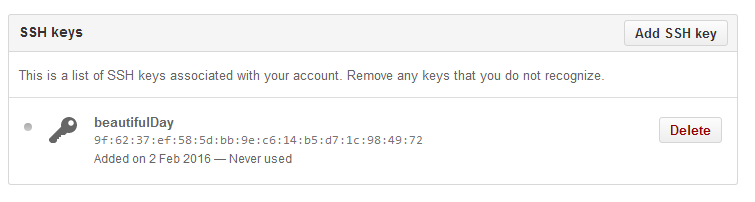 SSH keys
Add SSH key
This is a list of SSH keys associated with your account. Remove any keys that you do not recognize.
beautifulDay
9f:62:37:ef:58:5d:bb:9e:c6:14:b5:d7:1c:98:49:72
Delete
Added on 2 Feb 2016 — Never used